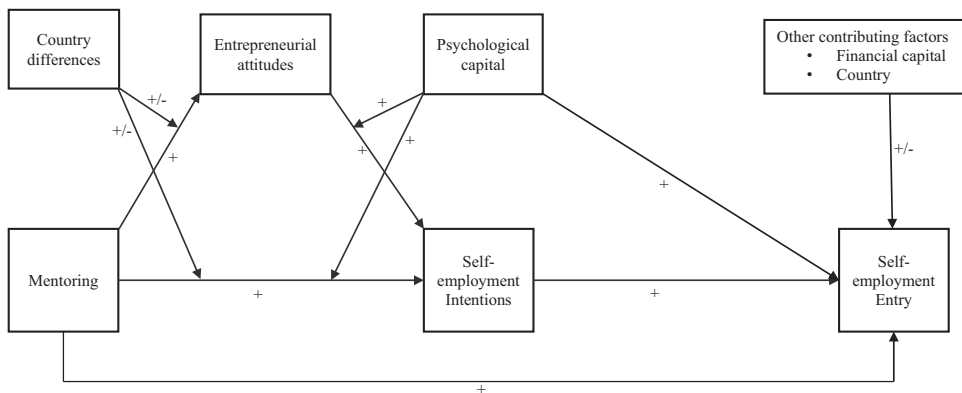 Country
differences
Entrepreneurial
attitudes
Psychological
capital
Other contributing factors
• Financial capital
• Country
+/-
+/-
+
+
+
+
+
+/-
Mentoring
+
Self-
employment
Intentions
+
Self-
employment
Entry
+